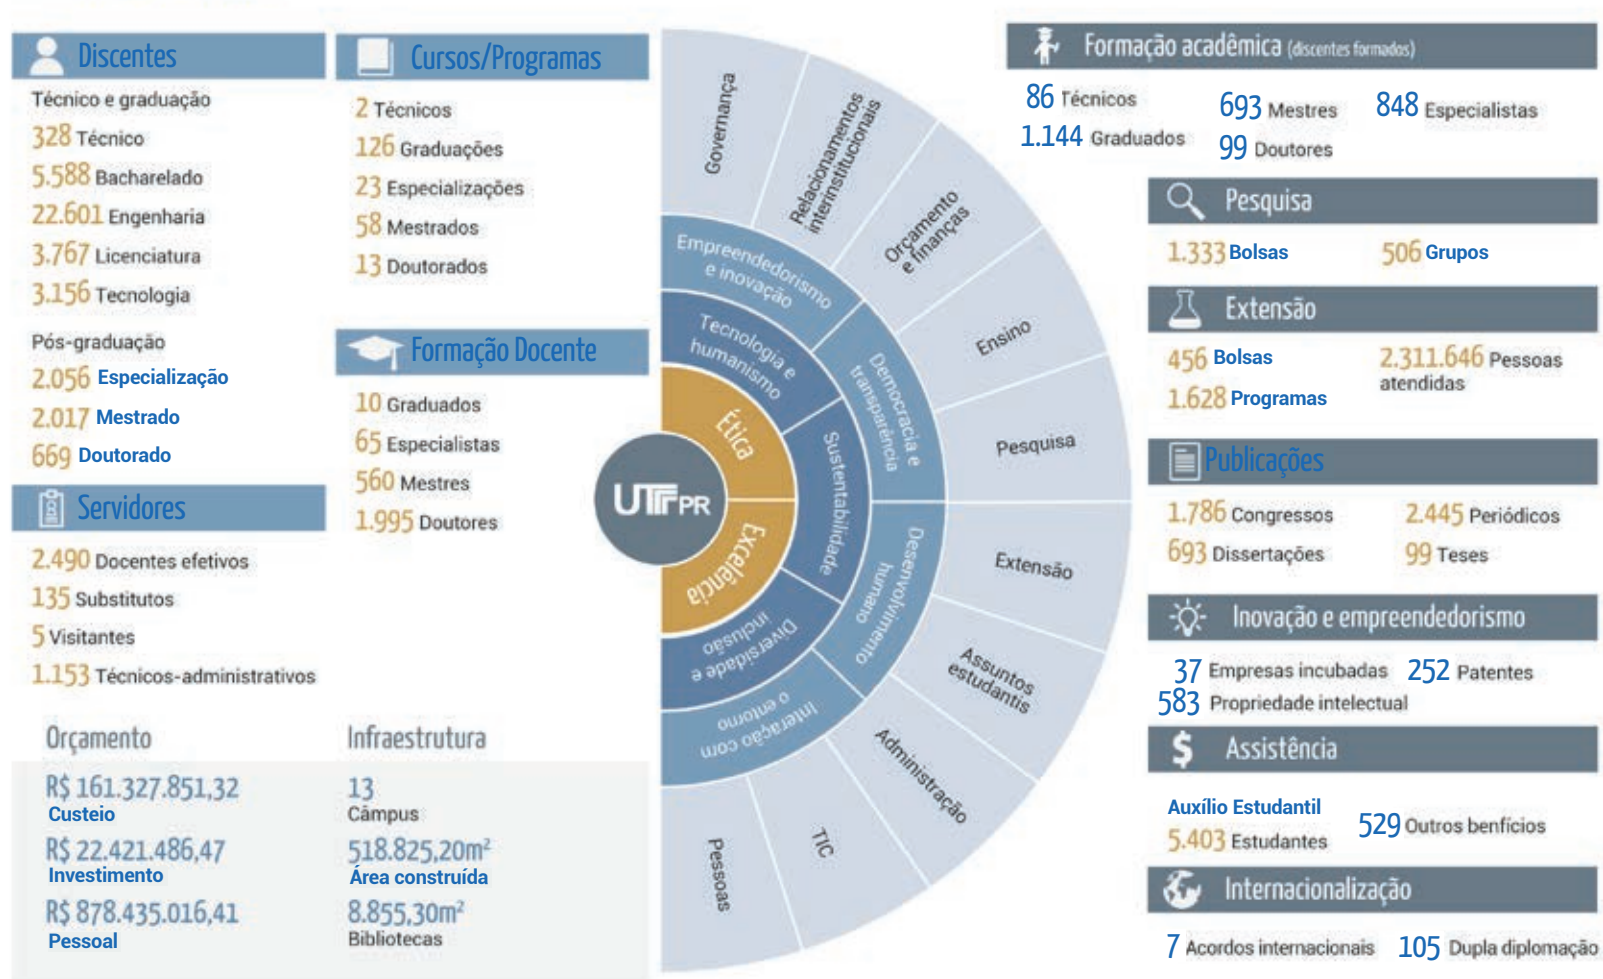 Discentes
Técnico e graduação
328 Técnico
5.588 Bacharelado
22.601 Engenharia
3.767 Licenciatura
3.156 Tecnologia
Pós-graduação
2.056 Especialização
2.017 Mestrado
669 Doutorado
Servidores
2.490 Docentes efetivos
135 Substitutos
5 Visitantes
1.153 Técnicos-administrativos
Cursos/Programas
2 Técnicos
126 Graduações
23 Especializações
58 Mestrados
13 Doutorados
Formação Docente
10 Graduados
65 Especialistas
560 Mestres
1.995 Doutores
Orçamento
R$ 161.327.851,32
Custeio
R$ 22.421.486,47
Investimento
R$ 878.435.016,41
Pessoal
Infraestrutura
13
Câmpus
518.825,20m²
Área construída
8.855,30m²
Bibliotecas
UTFPR
Ética
Excelência
Tecnologia e
humanismo
Sustentabilidade
Diversidade e
inclusão
Empreendedorismo
e inovação
Democracia e
transparência
Desenvolvimento
humano
Interação com
o entorno
Governança
Relacionamentos
interinstitucionais
Orçamento
e finanças
Ensino
Pesquisa
Extensão
Assuntos
estudantis
Administração
TIC
Pessoas
Formação acadêmica (discentes formados)
86 Técnicos
693 Mestres
848 Especialistas
1.144 Graduados
99 Doutores
Pesquisa
1.333 Bolsas
506 Grupos
Extensão
456 Bolsas
2.311.646 Pessoas
atendidas
1.628 Programas
Publicações
1.786 Congressos
2.445 Periódicos
693 Dissertações
99 Teses
Inovação e empreendedorismo
37 Empresas incubadas
252 Patentes
583 Propriedade intelectual
$ Assistência
Auxílio Estudantil
5.403 Estudantes
529 Outros benfícios
Internacionalização
7 Acordos internacionais
105 Dupla diplomação